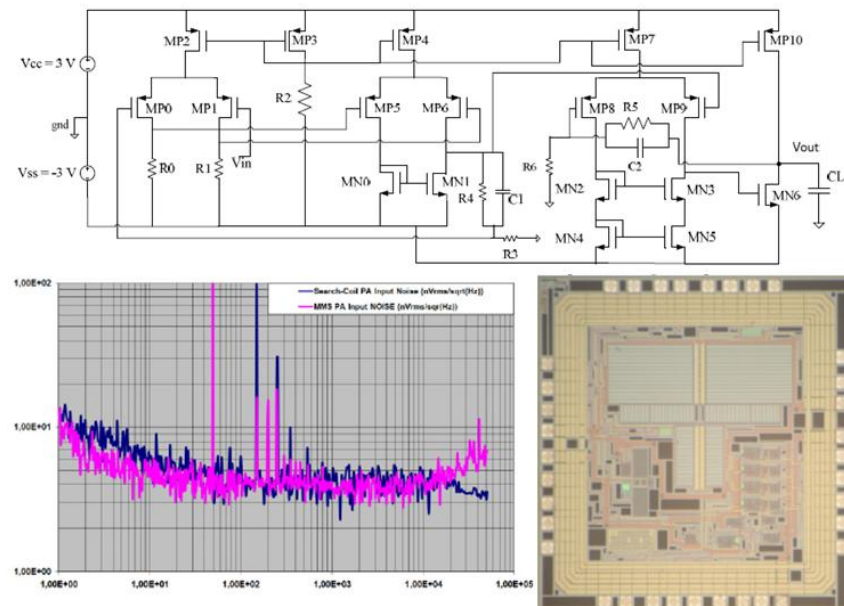 MP2
MP3
MP4
MP7
MP10
Vcc = 3 V
R2
MP0
MP1
MP5
MP6
MP8
R5
MP9
gnd
C2
Vout
R0
R1
Vin
R6
CL
Vss = -3 V
MN0
MN1
R4
C1
MN2
MN3
MN6
MN4
MN5
R3
1,00E+02
Search-Coil PA Input Noise (nVrms/sqrt(Hz))
MMS PA Input NOISE (nVrms/sqr(Hz))
1,00E+01
1,00E+00
1,00E+00 1,00E+01 1,00E+02 1,00E+03 1,00E+04 1,00E+05